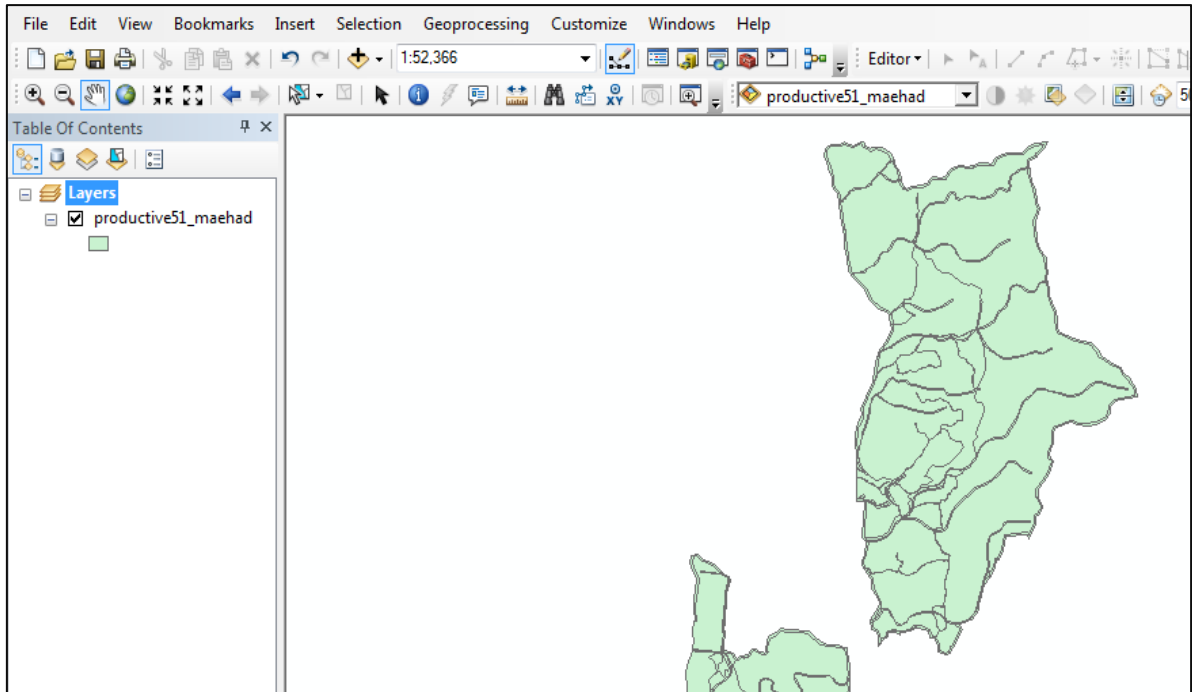 File Edit View Bookmarks Insert Selection Geoprocessing Customize Windows Help
1:52,366 Editor
productive51_maehad
Table Of Contents
Layers
productive51_maehad